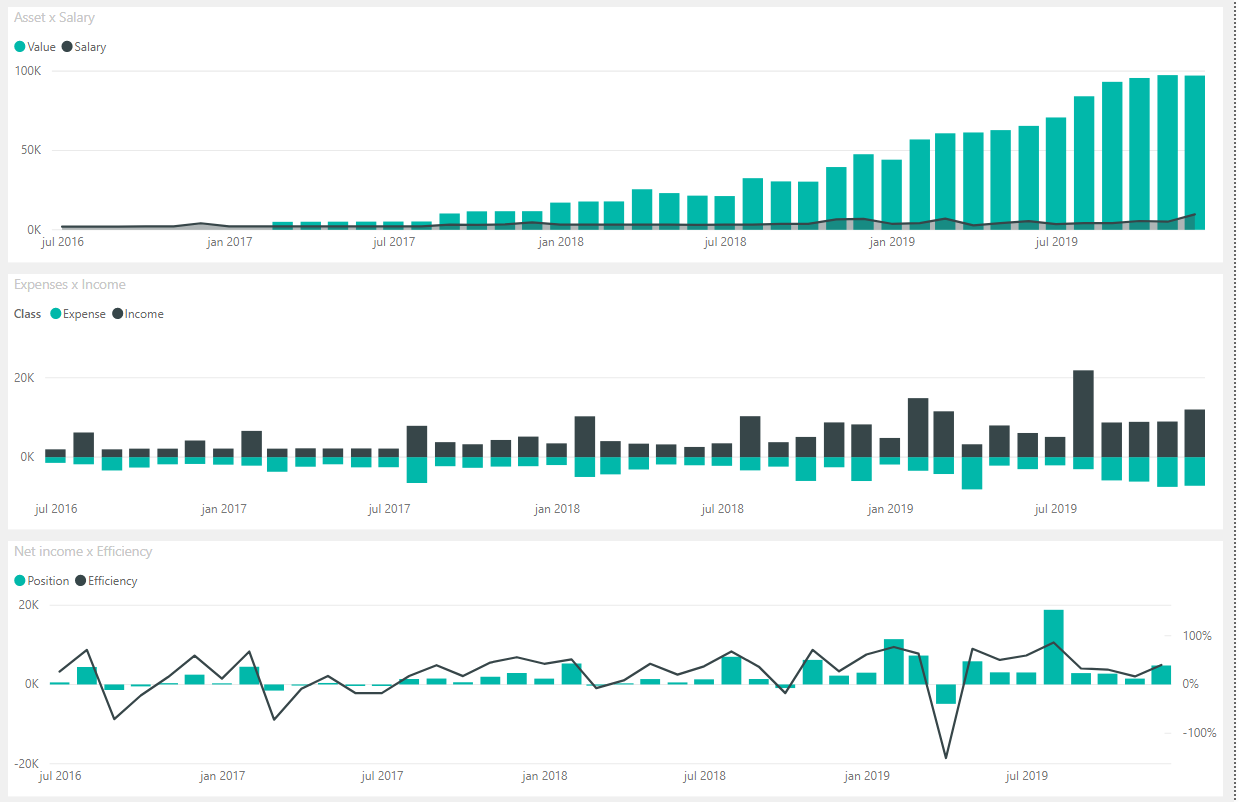 Asset x Salary
Value Salary
100K
50K
0K
jul 2016 jan 2017 jul 2017 jan 2018 jul 2018 jan 2019 jul 2019
Expenses x Income
Class Expense Income
20K
0K
jul 2016 jan 2017 jul 2017 jan 2018 jul 2018 jan 2019 jul 2019
Net income x Efficiency
Position Efficiency
20K
100%
0K 0%
-100%
-20K
jul 2016 jan 2017 jul 2017 jan 2018 jul 2018 jan 2019 jul 2019